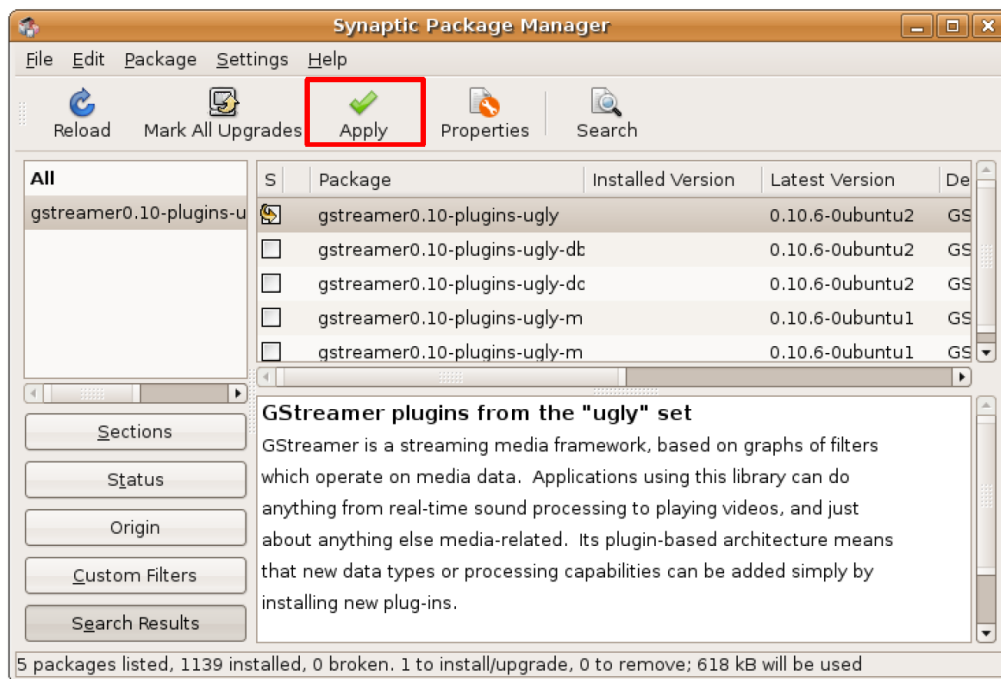 Synaptic Package Manager
File Edit Package Settings Help
Reload Mark All Upgrades Apply Properties Search
All
gstreamer0.10-plugins-u
S Package Installed Version Latest Version De
gstreamer0.10-plugins-ugly 0.10.6-0ubuntu2 GS
gstreamer0.10-plugins-ugly-db 0.10.6-0ubuntu2 GS
gstreamer0.10-plugins-ugly-dc 0.10.6-0ubuntu2 GS
gstreamer0.10-plugins-ugly-m 0.10.6-0ubuntu1 GS
gstreamer0.10-plugins-ugly-m 0.10.6-0ubuntu1 GS
Sections
Status
Origin
Custom Filters
Search Results
GStreamer plugins from the "ugly" set
GStreamer is a streaming media framework, based on graphs of filters
which operate on media data. Applications using this library can do
anything from real-time sound processing to playing videos, and just
about anything else media-related. Its plugin-based architecture means
that new data types or processing capabilities can be added simply by
installing new plug-ins.
5 packages listed, 1139 installed, 0 broken. 1 to install/upgrade, 0 to remove; 618 kB will be used